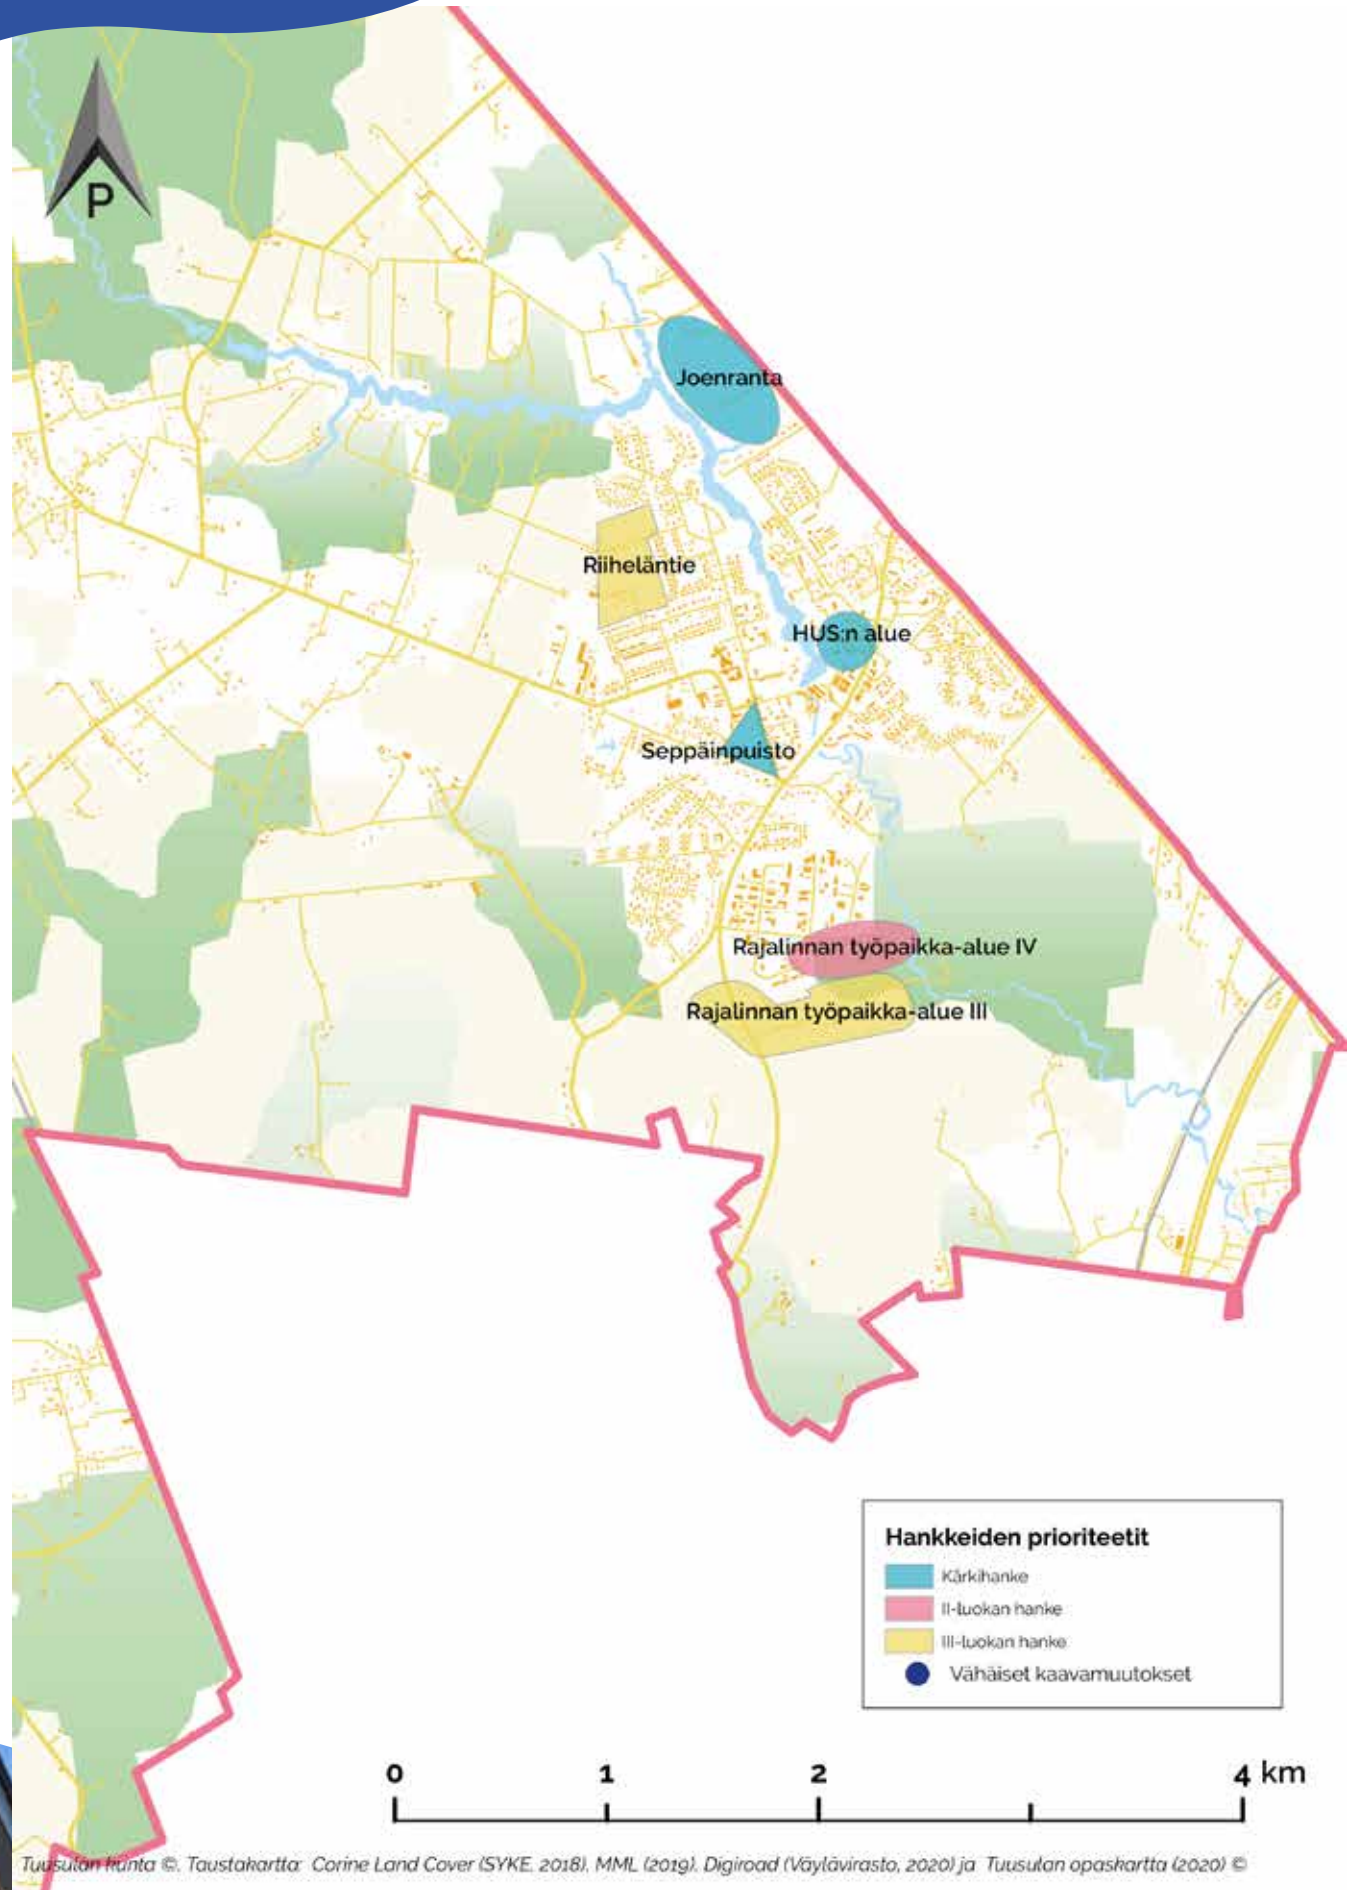 P
Joenranta
Riiheläntie
HUS:n alue
Seppäinpuisto
Rajalinnan työpaikka-alue IV
Rajalinnan työpaikka-alue III
Hankkeiden prioriteetit
Kärkihanke
II-luokan hanke
III-luokan hanke
Vähäiset kaavamuutokset
0 1 2 4 km
Tuusulan kunta ©. Taustakartta: Corine Land Cover (SYKE, 2018), MML (2019), Digiroad (Väylävirasto, 2020) ja Tuusulan opaskartta (2020) ©